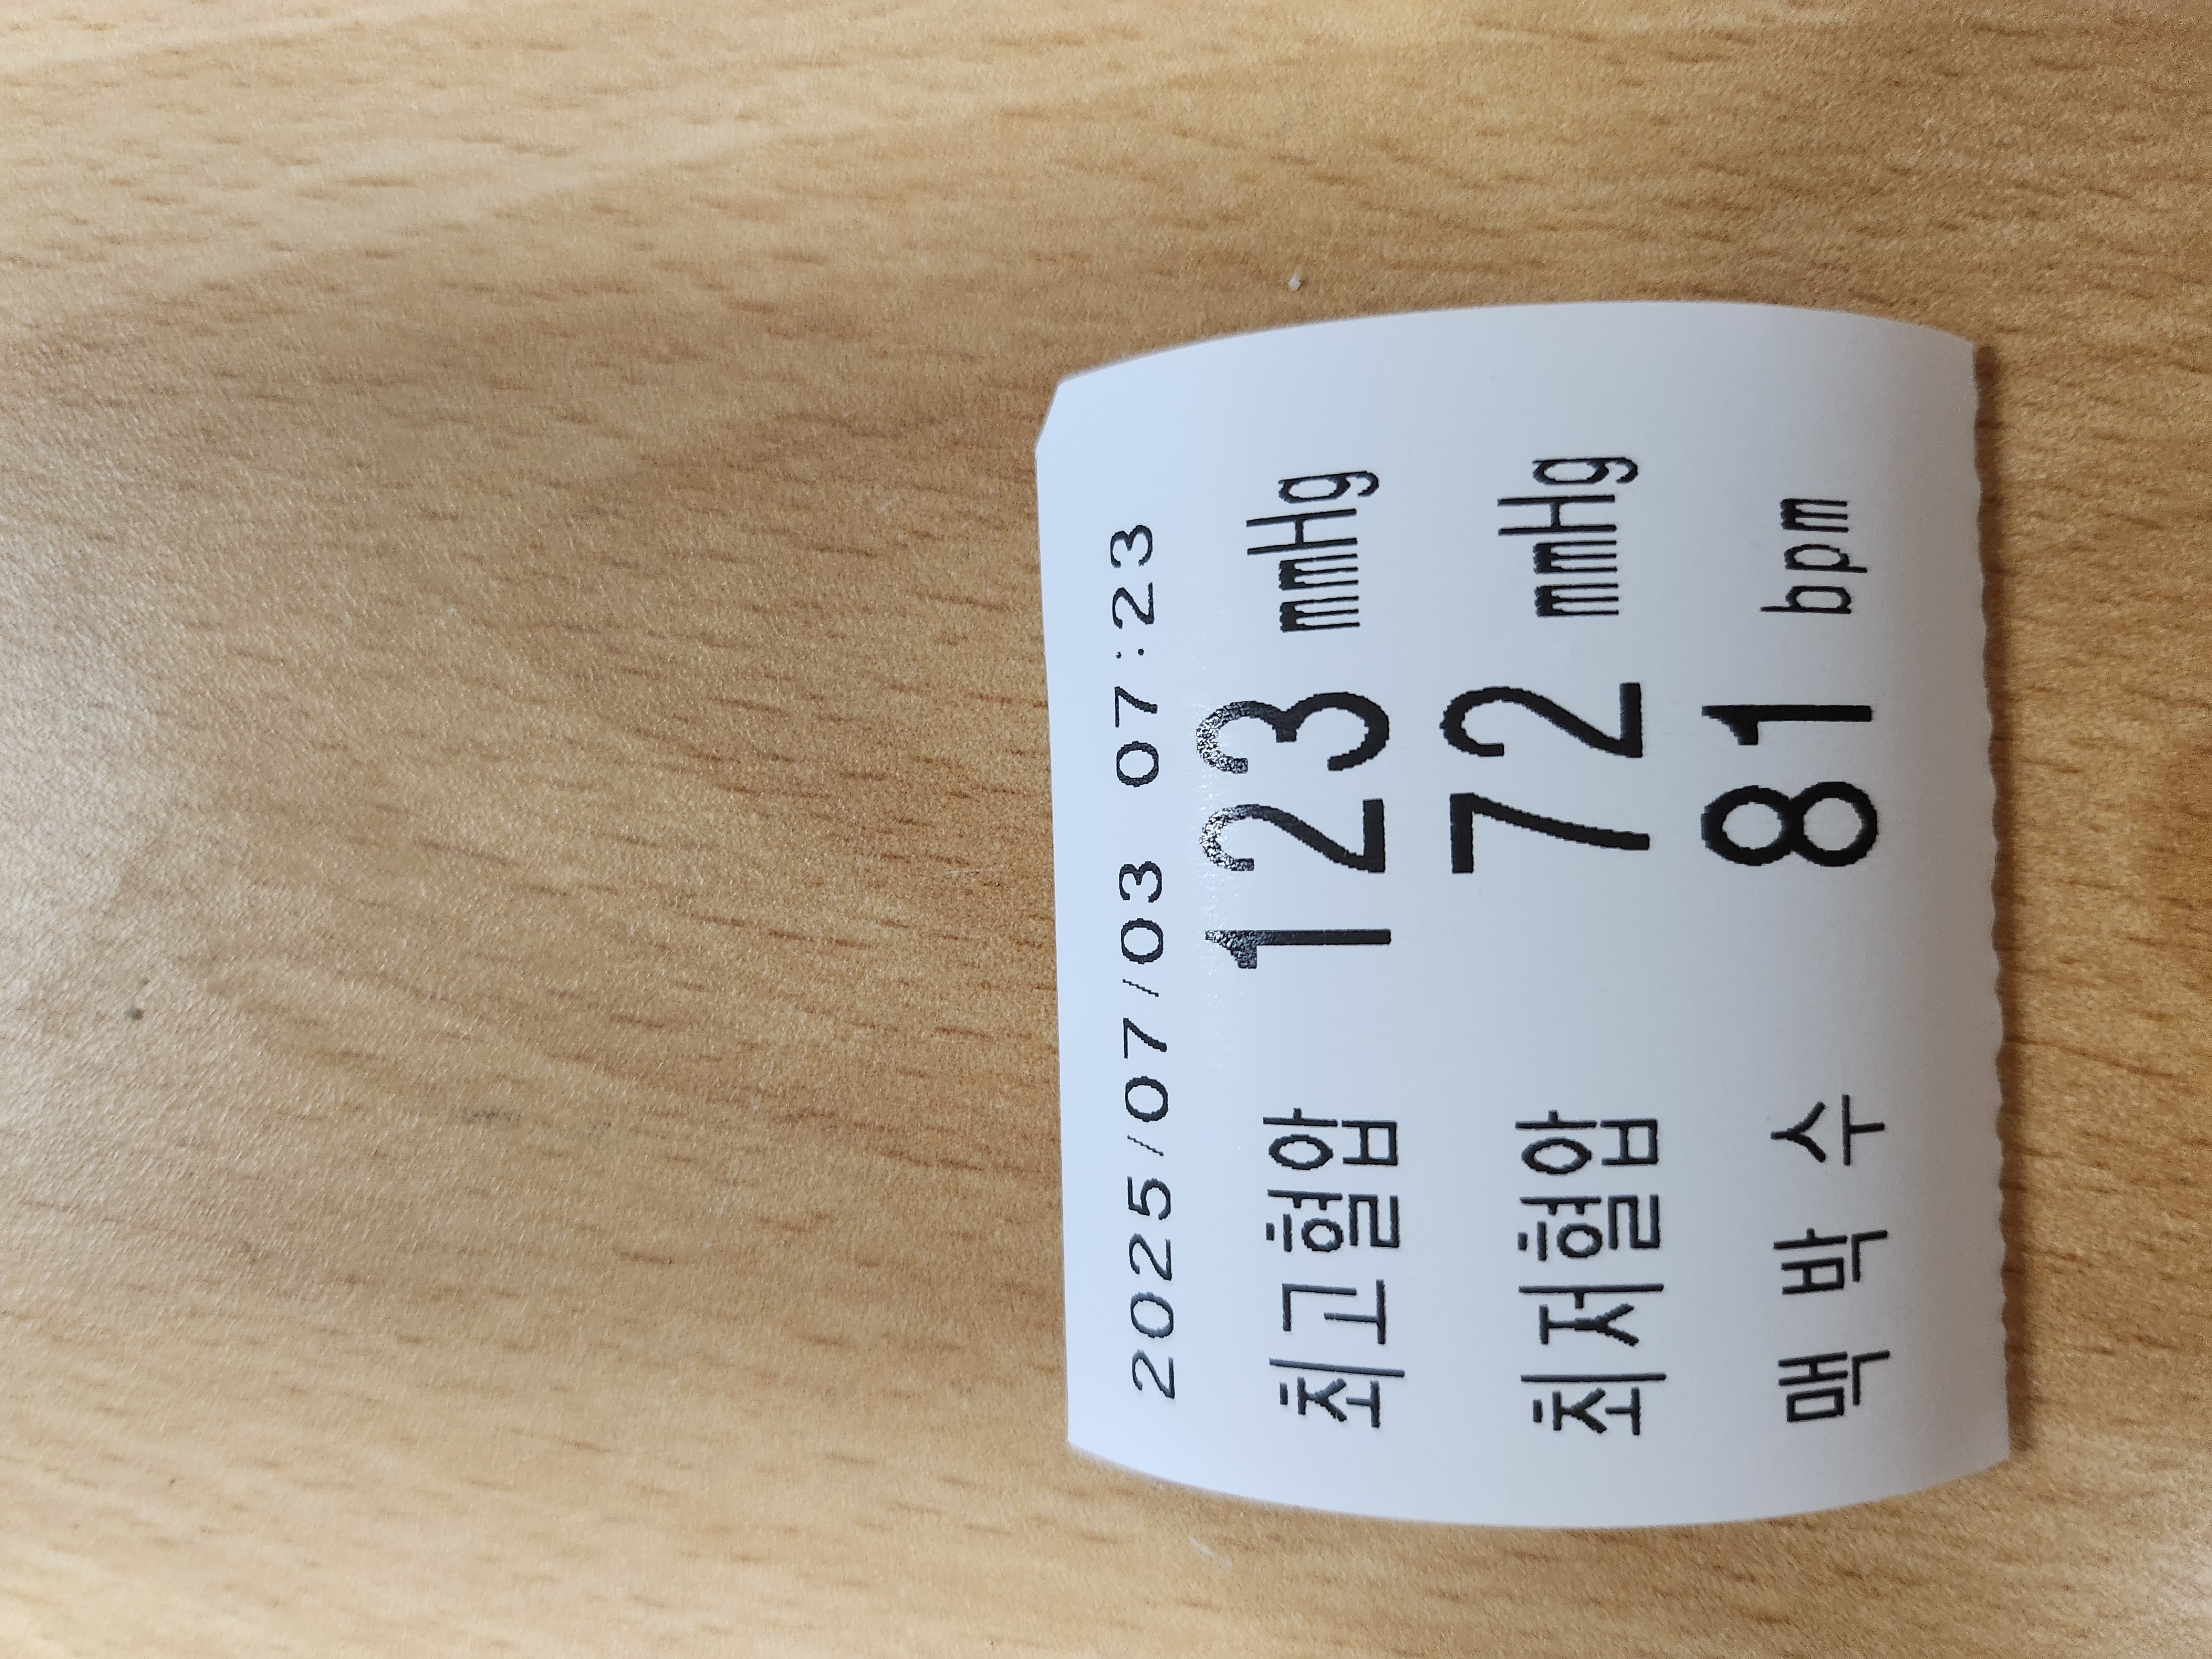 2025/07/03 07:23
최고혈압 123 mmHg
최저혈압 72 mmHg
맥 박 수 81 bpm